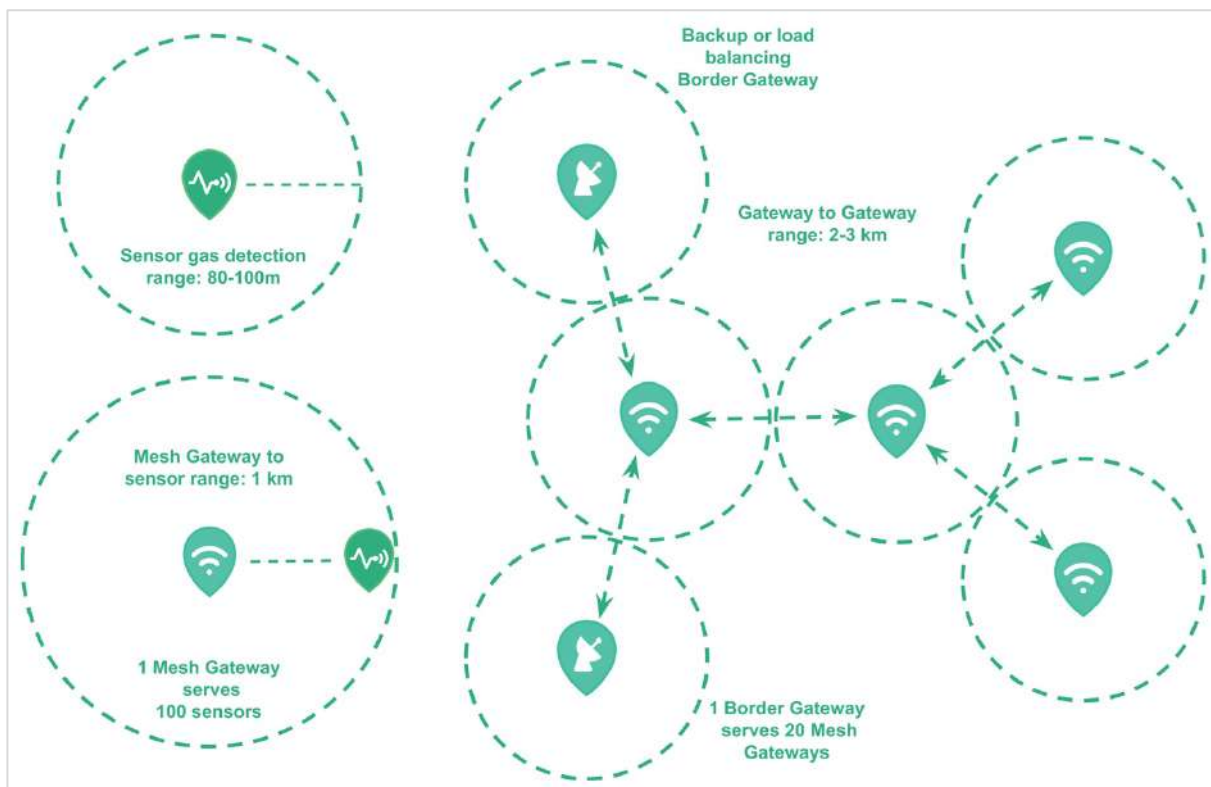 Sensor gas detection
range: 80-100m
Mesh Gateway to
sensor range: 1 km
1 Mesh Gateway
serves
100 sensors
Backup or load
balancing
Border Gateway
Gateway to Gateway
range: 2-3 km
1 Border Gateway
serves 20 Mesh
Gateways